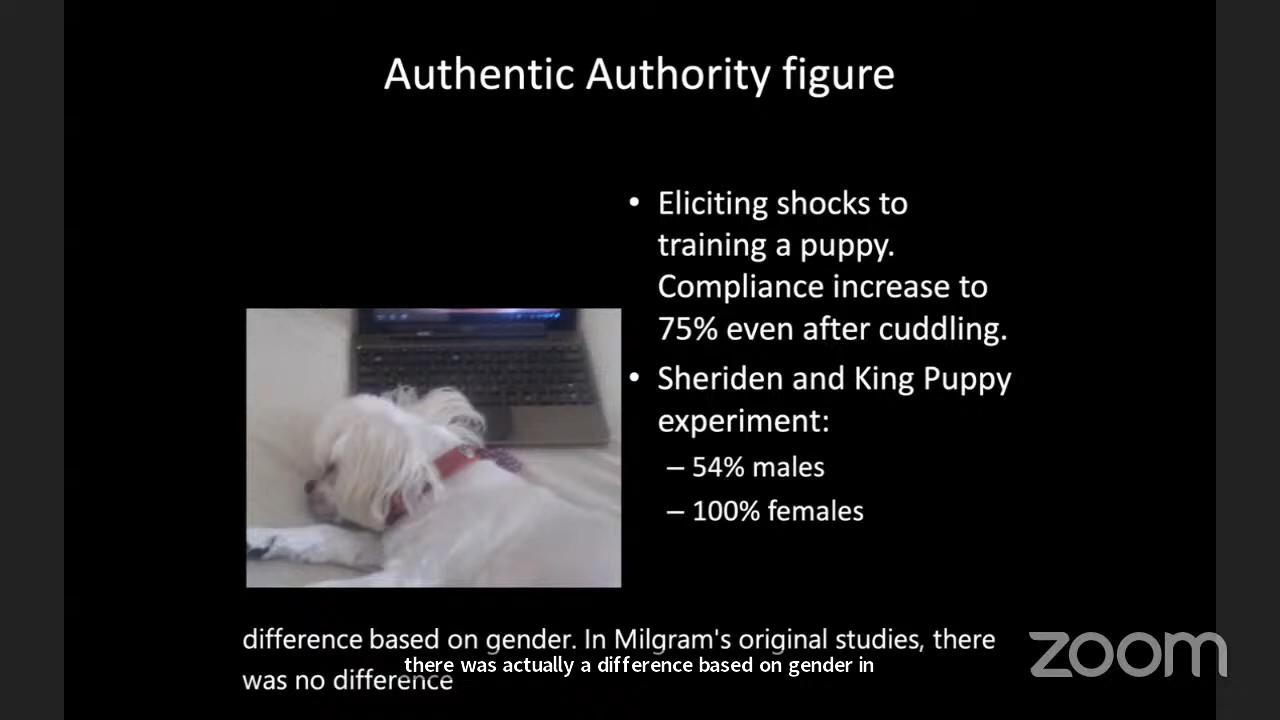 Authentic Authority figure
• Eliciting shocks to
training a puppy.
Compliance increase to
75% even after cuddling.
• Sheriden and King Puppy
experiment:
– 54% males
– 100% females
difference based on gender. In Milgram's original studies, there
there was actually a difference based on gender in
was no difference
zoom